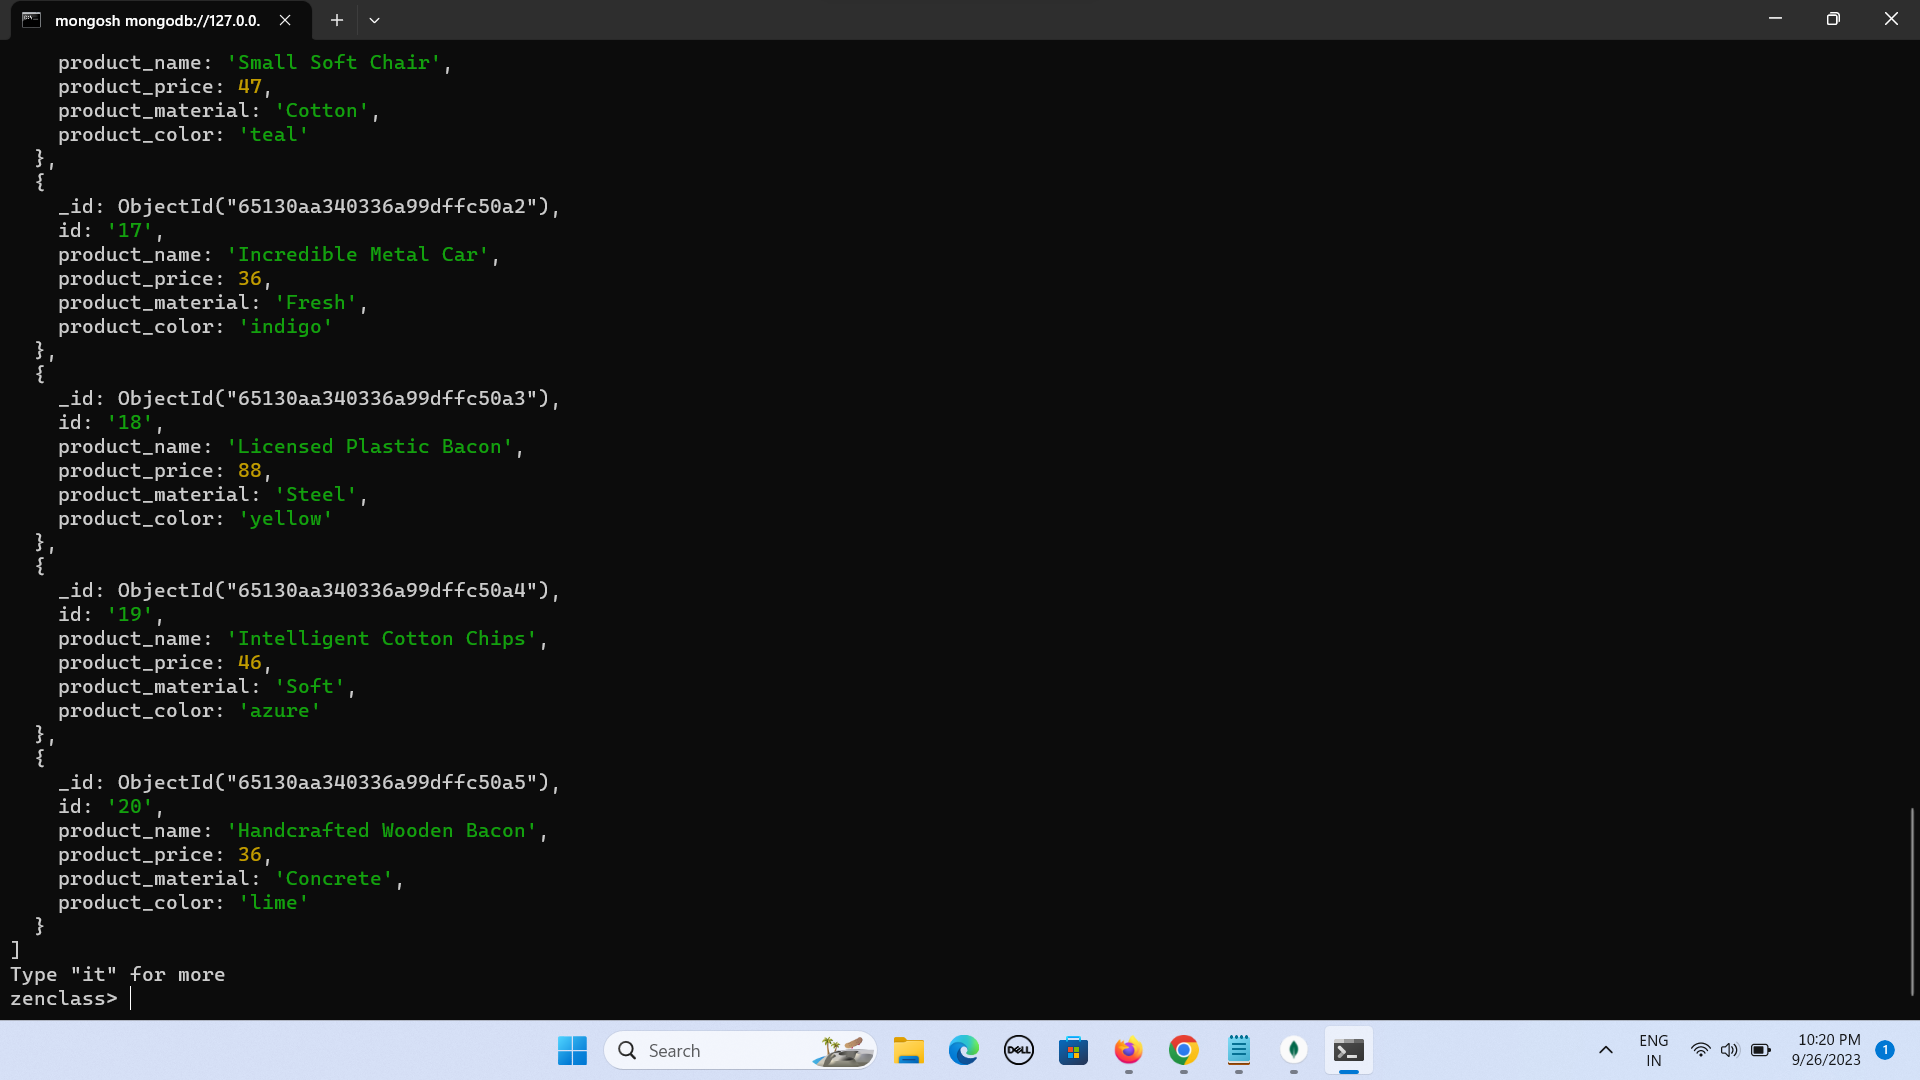 mongosh mongodb://127.0.0.
product_name: 'Small Soft Chair',
product_price: 47,
product_material: 'Cotton',
product_color: 'teal'
},
{
_id: ObjectId("65130aa340336a99dffc50a2"),
id: '17',
product_name: 'Incredible Metal Car',
product_price: 36,
product_material: 'Fresh',
product_color: 'indigo'
},
{
_id: ObjectId("65130aa340336a99dffc50a3"),
id: '18',
product_name: 'Licensed Plastic Bacon',
product_price: 88,
product_material: 'Steel',
product_color: 'yellow'
},
{
_id: ObjectId("65130aa340336a99dffc50a4"),
id: '19',
product_name: 'Intelligent Cotton Chips',
product_price: 46,
product_material: 'Soft',
product_color: 'azure'
},
{
_id: ObjectId("65130aa340336a99dffc50a5"),
id: '20',
product_name: 'Handcrafted Wooden Bacon',
product_price: 36,
product_material: 'Concrete',
product_color: 'lime'
}
]
Type "it" for more
zenclass>
Search
DELL
ENG
IN
10:20 PM
9/26/2023
1